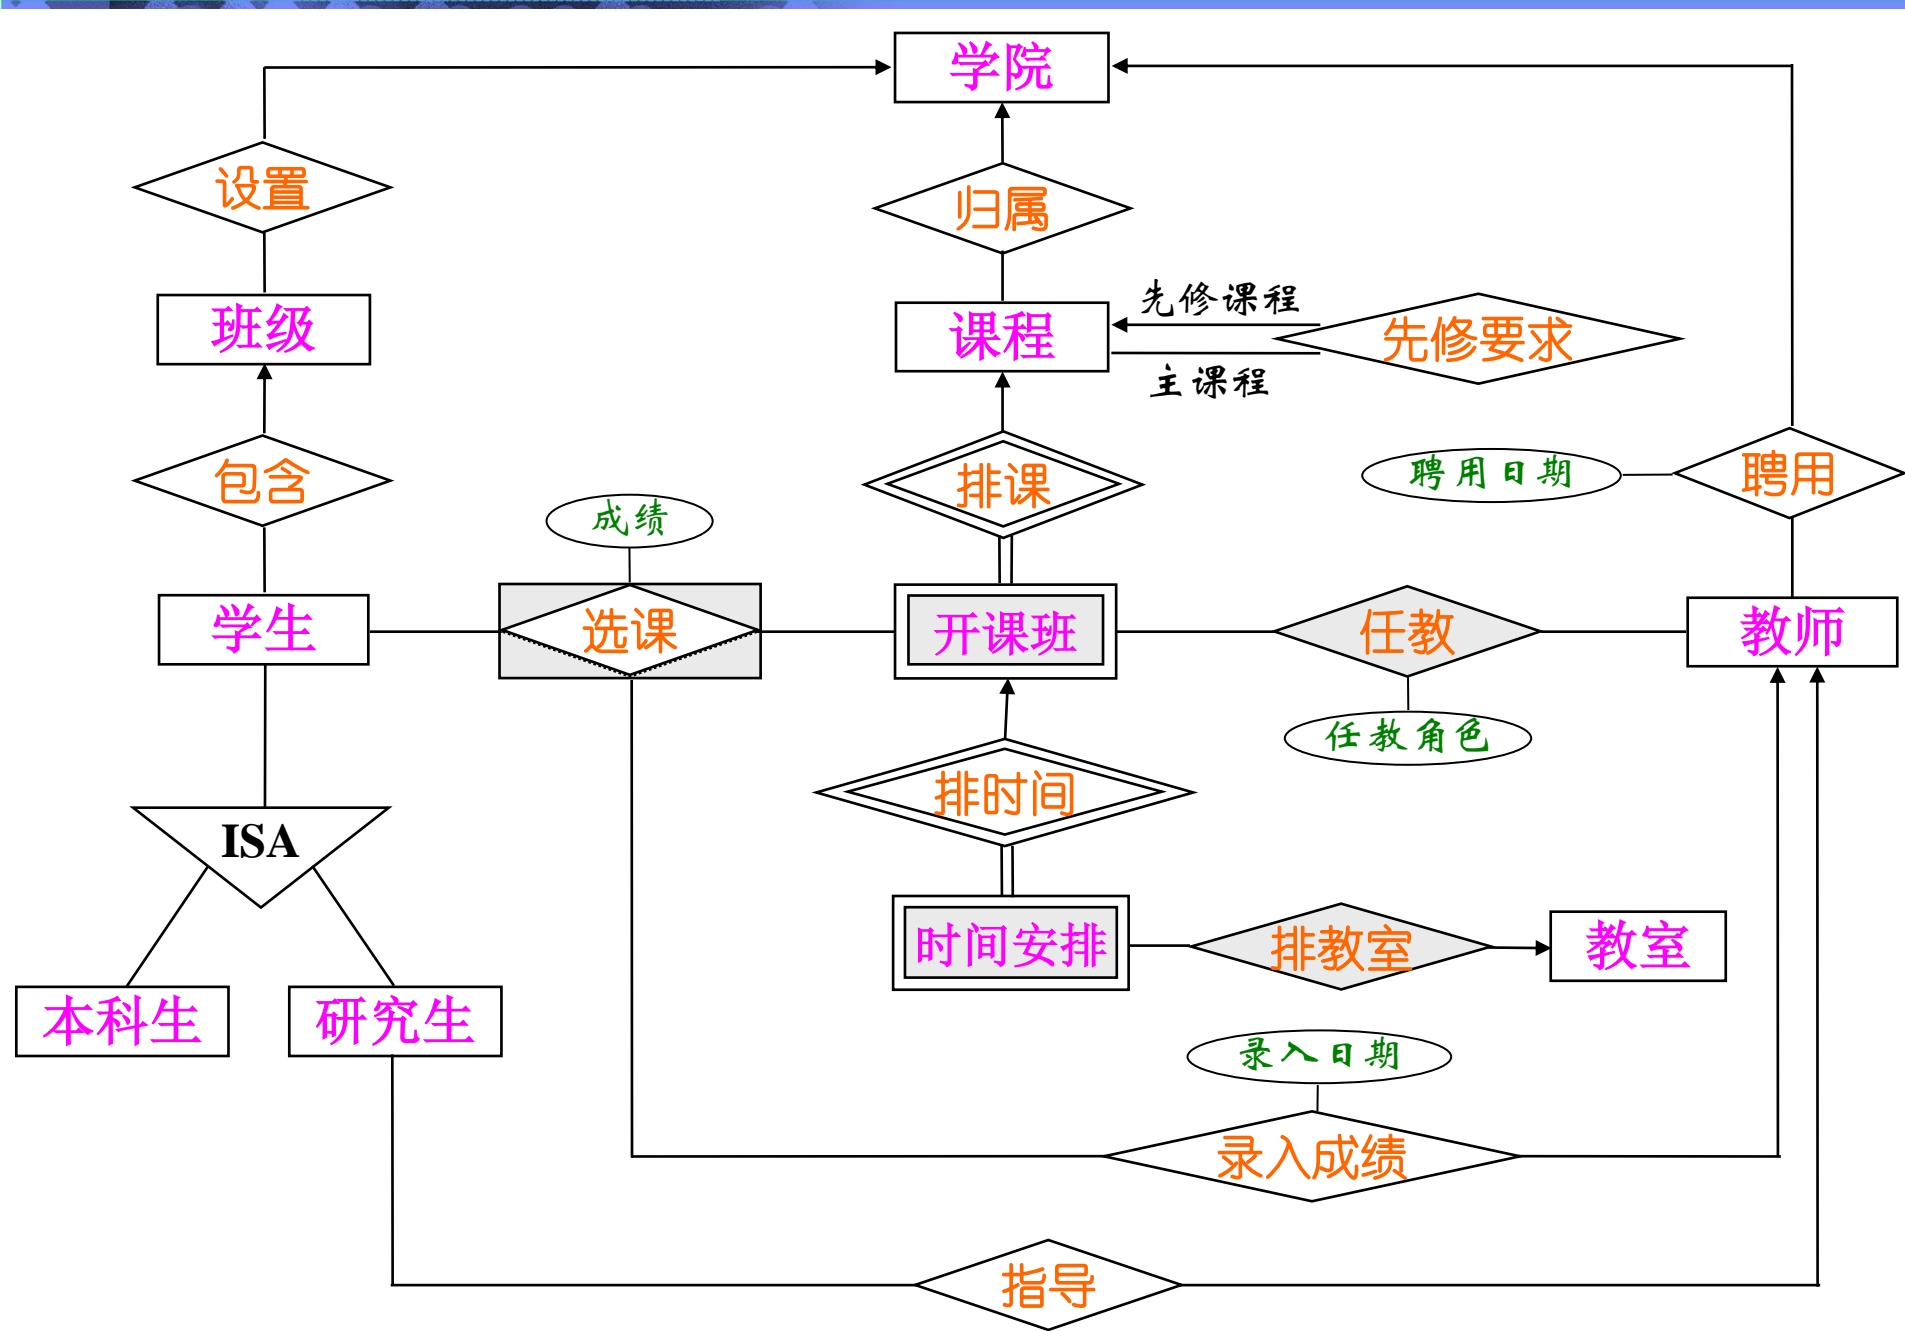 学院
设置
归属
班级
课程
先修课程
主课程
先修要求
包含
排课
聘用日期
聘用
成绩
学生
选课
开课班
任教
教师
任教角色
排时间
ISA
时间安排
排教室
教室
本科生
研究生
录入日期
录入成绩
指导